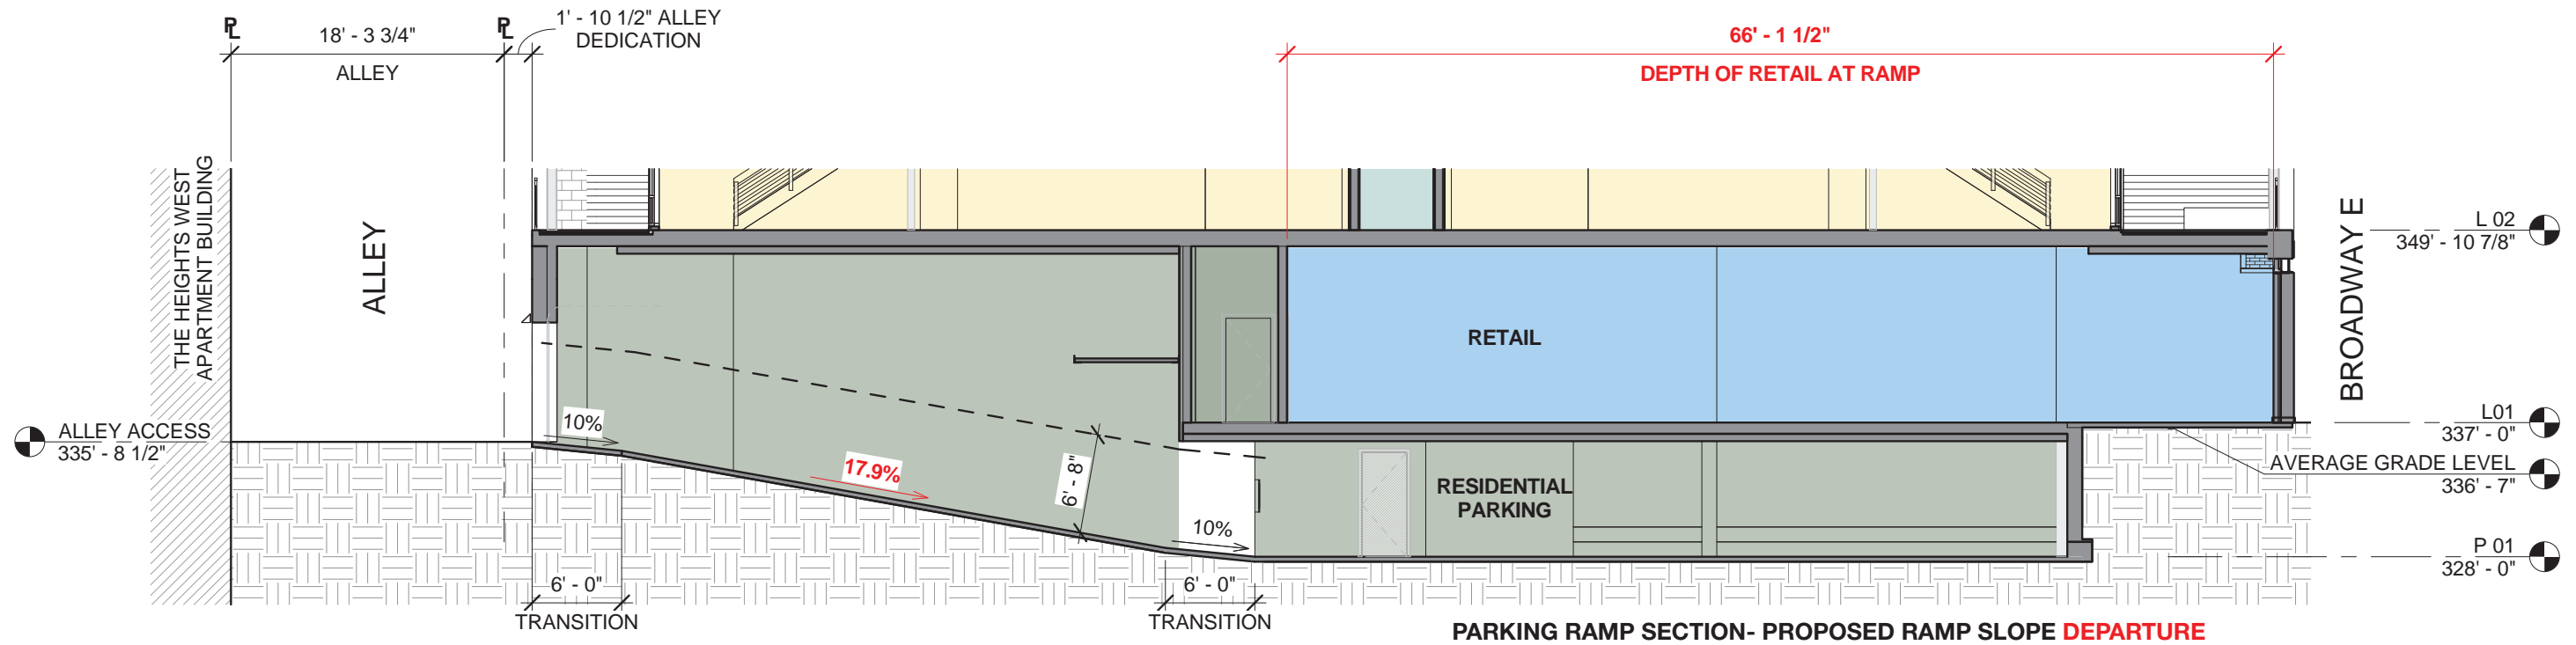 PL
18' - 3 3/4"
ALLEY
PL
1' - 10 1/2" ALLEY
DEDICATION
66' - 1 1/2"
DEPTH OF RETAIL AT RAMP
THE HEIGHTS WEST
APARTMENT BUILDING
ALLEY
BROADWAY E
L 02
349' - 10 7/8"
RETAIL
ALLEY ACCESS
335' - 8 1/2"
10%
17.9%
6' - 8"
10%
RESIDENTIAL
PARKING
L01
337' - 0"
AVERAGE GRADE LEVEL
336' - 7"
P 01
328' - 0"
6' - 0"
TRANSITION
6' - 0"
TRANSITION
PARKING RAMP SECTION- PROPOSED RAMP SLOPE DEPARTURE